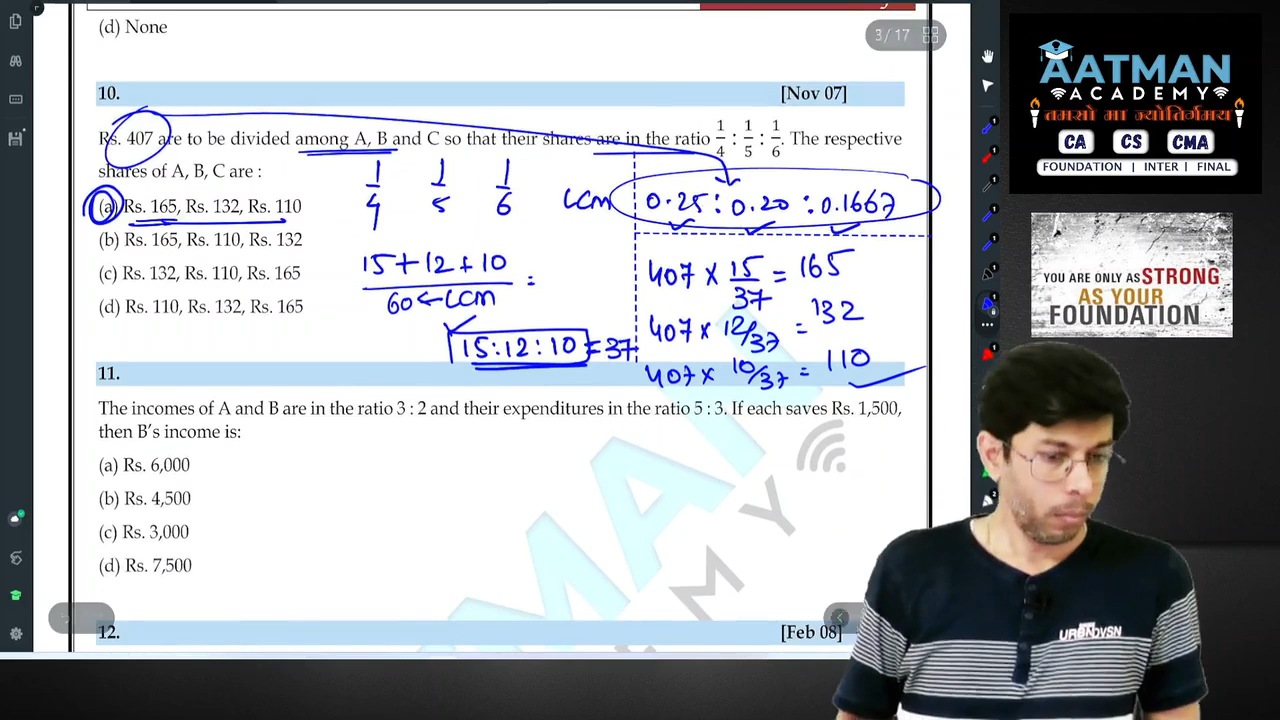 (d) None
3 / 17
10. [Nov 07]
Rs. 407 are to be divided among A, B and C so that their shares are in the ratio 1/4 : 1/5 : 1/6. The respective
shares of A, B, C are :
(a) Rs. 165, Rs. 132, Rs. 110
(b) Rs. 165, Rs. 110, Rs. 132
(c) Rs. 132, Rs. 110, Rs. 165
(d) Rs. 110, Rs. 132, Rs. 165
1/4 1/5 1/6 LCM
15+12+10 / 60 ← LCM =
15:12:10 = 37
0.25 : 0.20 : 0.1667
407 × 15/37 = 165
407 × 12/37 = 132
407 × 10/37 = 110
11.
The incomes of A and B are in the ratio 3 : 2 and their expenditures in the ratio 5 : 3. If each saves Rs. 1,500,
then B's income is:
(a) Rs. 6,000
(b) Rs. 4,500
(c) Rs. 3,000
(d) Rs. 7,500
12. [Feb 08]
AATMAN
ACADEMY
तमसो मा ज्योतिर्गमय
CA CS CMA
FOUNDATION | INTER | FINAL
YOU ARE ONLY AS STRONG
AS YOUR
FOUNDATION
URBNDVSN